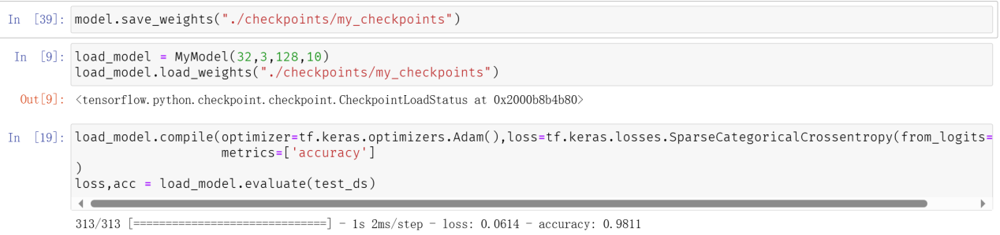 In [39]: model.save_weights("./checkpoints/my_checkpoints")
In [9]: load_model = MyModel(32,3,128,10)
load_model.load_weights("./checkpoints/my_checkpoints")
Out[9]: <tensorflow.python.checkpoint.checkpoint.CheckpointLoadStatus at 0x2000b8b4b80>
In [19]: load_model.compile(optimizer=tf.keras.optimizers.Adam(),loss=tf.keras.losses.SparseCategoricalCrossentropy(from_logits=
metrics=['accuracy']
)
loss,acc = load_model.evaluate(test_ds)
313/313 [==============================] - 1s 2ms/step - loss: 0.0614 - accuracy: 0.9811